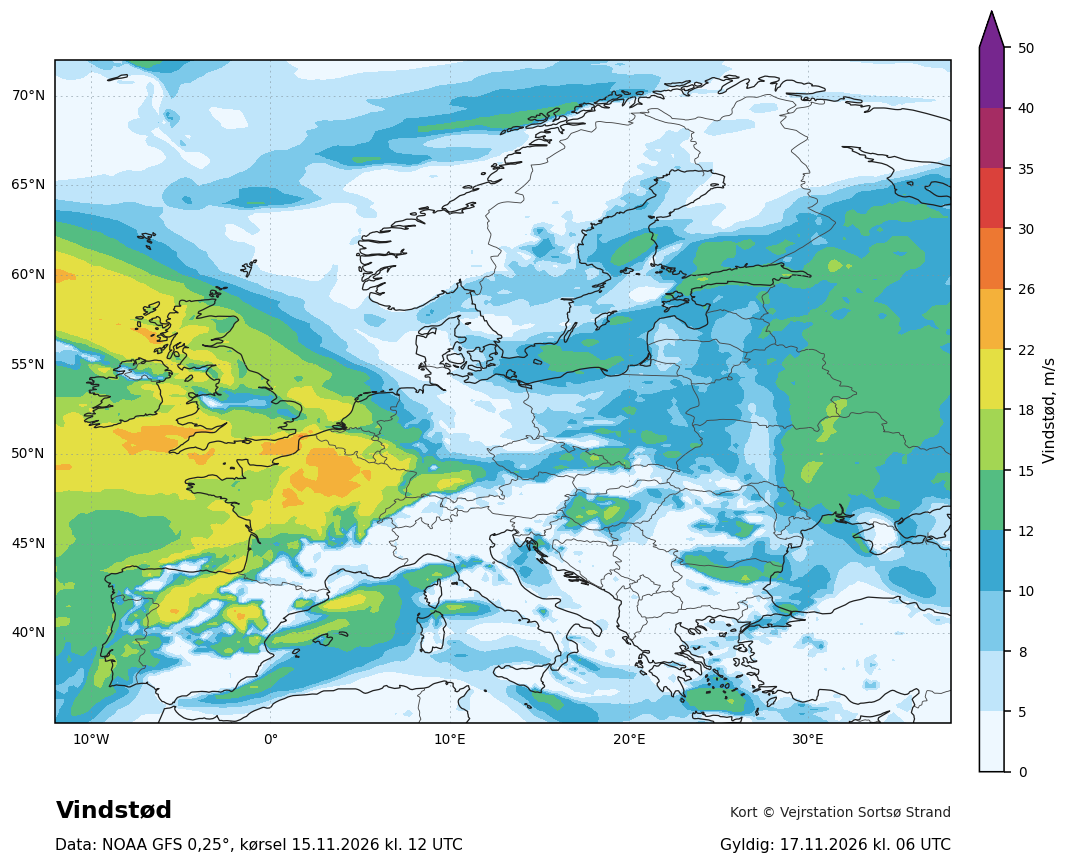 50
40
35
30
26
22
18
15
12
10
8
5
0
Vindstød, m/s
70°N
65°N
60°N
55°N
50°N
45°N
40°N
10°W
0°
10°E
20°E
30°E
Vindstød
Kort © Vejrstation Sortsø Strand
Data: NOAA GFS 0,25°, kørsel 15.11.2026 kl. 12 UTC
Gyldig: 17.11.2026 kl. 06 UTC